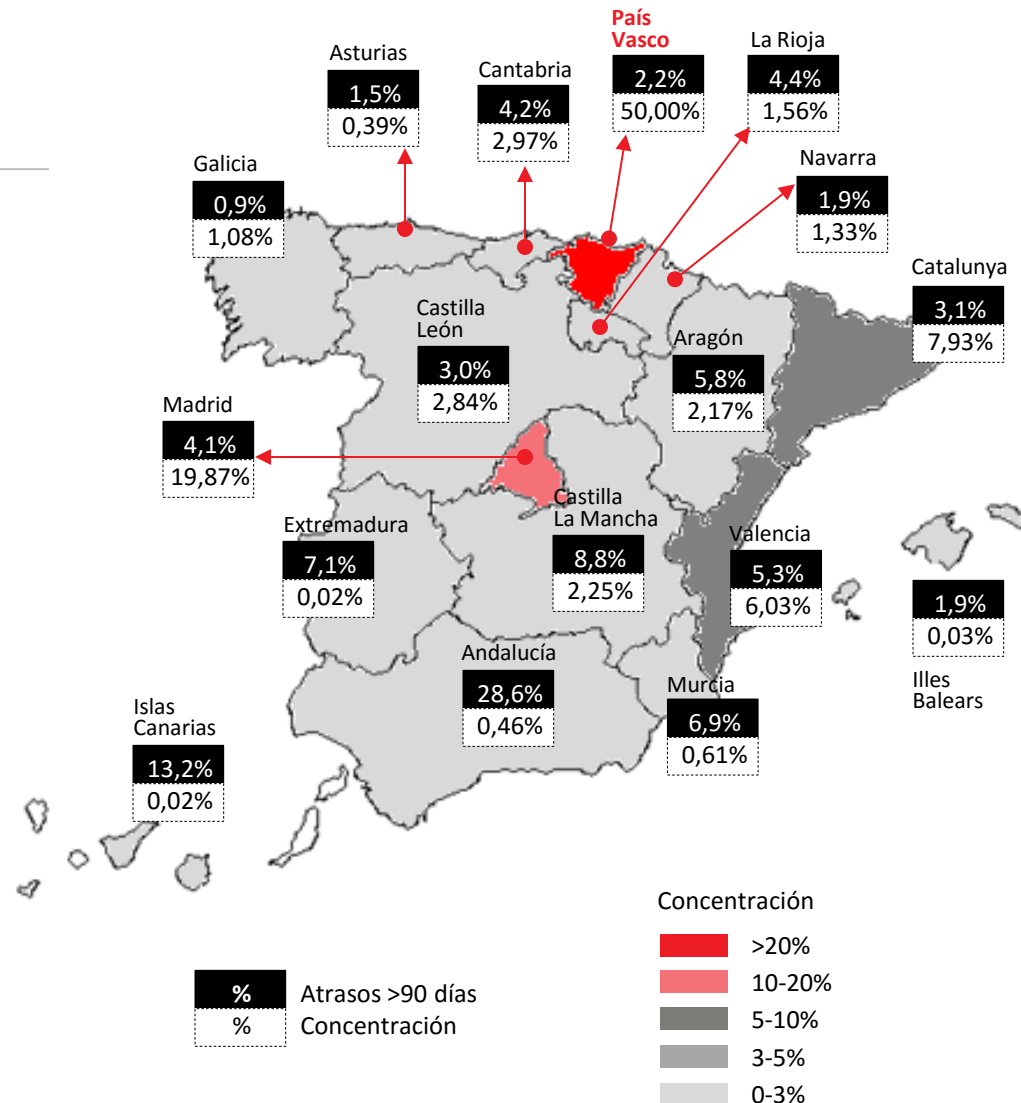 País
Vasco
2,2%
50,00%
La Rioja
4,4%
1,56%
Asturias
1,5%
0,39%
Cantabria
4,2%
2,97%
Navarra
1,9%
1,33%
Galicia
0,9%
1,08%
Catalunya
3,1%
7,93%
Castilla
León
3,0%
2,84%
Aragón
5,8%
2,17%
Madrid
4,1%
19,87%
Castilla
La Mancha
8,8%
2,25%
Extremadura
7,1%
0,02%
Valencia
5,3%
6,03%
1,9%
0,03%
Illes
Balears
Andalucía
28,6%
0,46%
Murcia
6,9%
0,61%
Islas
Canarias
13,2%
0,02%
Concentración
>20%
10-20%
5-10%
3-5%
0-3%
% Atrasos >90 días
% Concentración